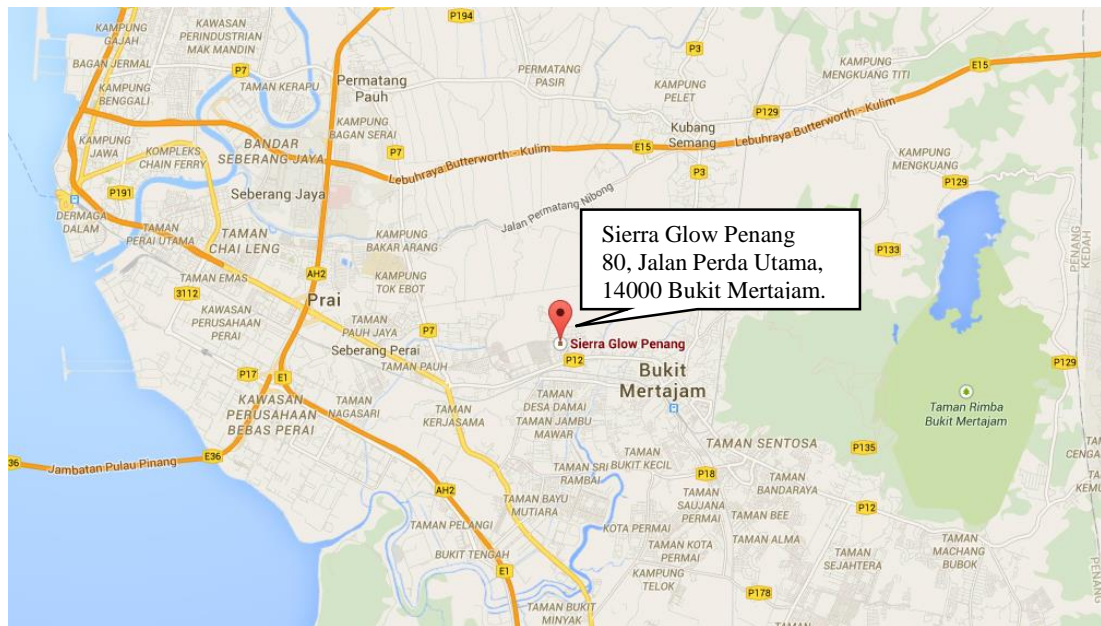 KAMPUNG
GAJAH
KAWASAN
PERINDUSTRIAN
MAK MANDIN
P194
P3
KAMPUNG
MENGKUANG TITI
E15
BAGAN JERMAL
P7
TAMAN KERAPU
Permatang
Pauh
PERMATANG
PASIR
KAMPUNG
PELET
KAMPUNG
BENGGALI
P129
Lebuhraya Butterworth - Kulim
KAMPUNG
BAGAN SERAI
Kubang
Semang
KAMPUNG
JAWA
KOMPLEKS
CHAIN FERRY
BANDAR
SEBERANG JAYA
P7
E15
Lebuhraya Butterworth - Kulim
KAMPUNG
MENGKUANG
P3
P129
P191
Seberang Jaya
Jalan Permatang Nibong
DERMAGA
DALAM
TAMAN
PERAI UTAMA
TAMAN
CHAI LENG
KAMPUNG
BAKAR ARANG
Sierra Glow Penang
80, Jalan Perda Utama,
14000 Bukit Mertajam.
P133
PENANG
KEDAH
TAMAN EMAS
AH2
KAMPUNG
TOK EBOT
3112
Prai
KAWASAN
PERUSAHAAN
PERAI
TAMAN
PAUH JAYA
P7
Seberang Perai
Sierra Glow Penang
P12
TAMAN PAUH
Bukit
Mertajam
P129
P17
E1
KAWASAN
PERUSAHAAN
BEBAS PERAI
TAMAN
NAGASARI
TAMAN
KERJASAMA
TAMAN
DESA DAMAI
TAMAN JAMBU
MAWAR
Taman Rimba
Bukit Mertajam
36
Jambatan Pulau Pinang
E36
TAMAN SENTOSA
P135
TAMAN
BUKIT KECIL
TAMAN SRI
RAMBAI
P18
TAMAN
BANDARAYA
AH2
TAMAN BAYU
MUTIARA
TAMAN
SAUJANA
PERMAI
P12
TAMAN PELANGI
KOTA PERMAI
TAMAN BEE
BUKIT TENGAH
TAMAN KOTA
PERMAI
TAMAN ALMA
TAMAN
SEJAHTERA
TAMAN
MACHANG
BUBOK
E1
KAMPUNG
TELOK
P178
TAMAN BUKIT
MINYAK
PENANG